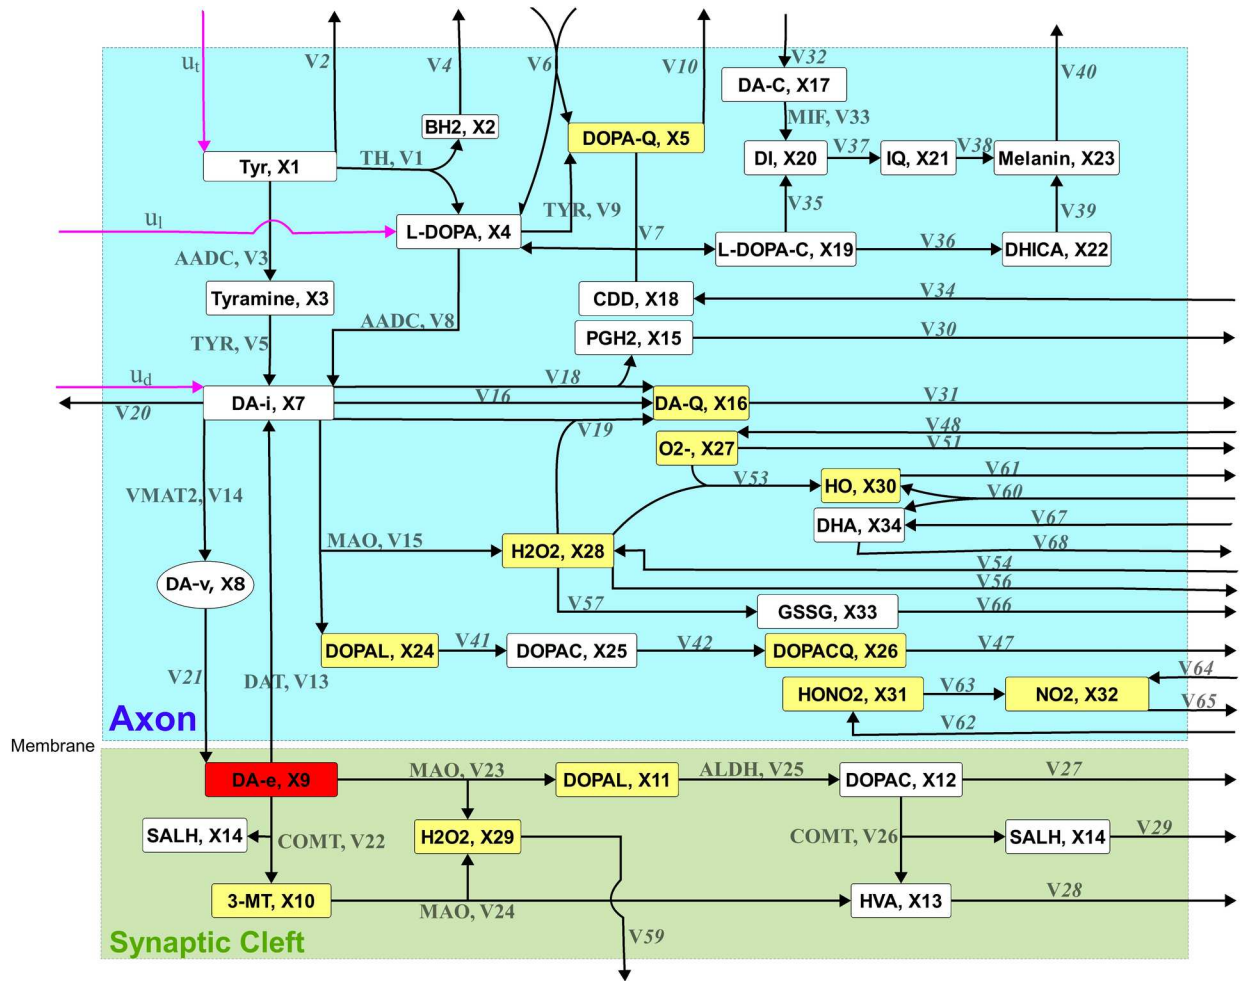 u_t
V2
V4
V6
V10
V32
V40
DA-C, X17
BH2, X2
MIF, V33
DOPA-Q, X5
Tyr, X1
TH, V1
DI, X20
V37
IQ, X21
V38
Melanin, X23
TYR, V9
V35
V39
u_l
L-DOPA, X4
V7
L-DOPA-C, X19
V36
DHICA, X22
AADC, V3
Tyramine, X3
CDD, X18
V34
AADC, V8
PGH2, X15
V30
TYR, V5
u_d
V18
DA-i, X7
V16
DA-Q, X16
V31
V20
V19
V48
O2-, X27
V51
V53
V61
HO, X30
V60
VMAT2, V14
DHA, X34
V67
MAO, V15
H2O2, X28
V68
V54
DA-v, X8
V56
V57
GSSG, X33
V66
DOPAL, X24
V41
DOPAC, X25
V42
DOPACQ, X26
V47
V21
DAT, V13
V64
HONO2, X31
V63
NO2, X32
V65
Axon
V62
Membrane
DA-e, X9
MAO, V23
DOPAL, X11
ALDH, V25
DOPAC, X12
V27
SALH, X14
COMT, V22
H2O2, X29
COMT, V26
SALH, X14
V29
3-MT, X10
MAO, V24
HVA, X13
V28
Synaptic Cleft
V59